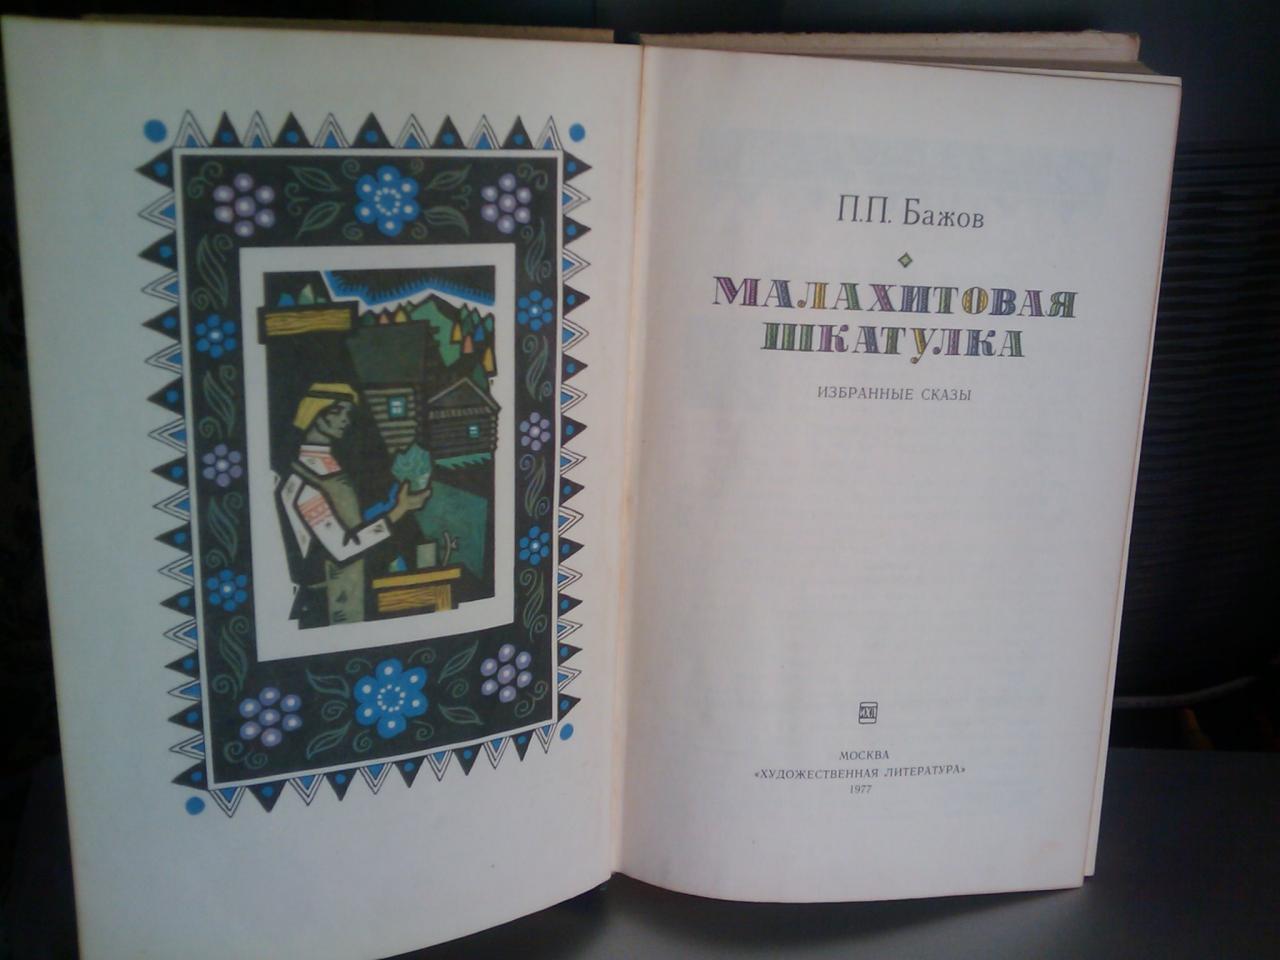 П.П. Бажов
МАЛАХИТОВАЯ
ШКАТУЛКА
ИЗБРАННЫЕ СКАЗЫ
МОСКВА
«ХУДОЖЕСТВЕННАЯ ЛИТЕРАТУРА»
1977